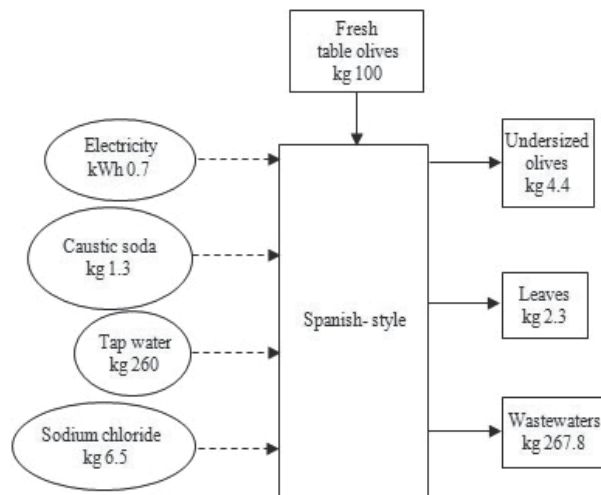 Fresh
table olives
kg 100
Electricity
kWh 0.7
Caustic soda
kg 1.3
Tap water
kg 260
Sodium chloride
kg 6.5
Spanish- style
Undersized
olives
kg 4.4
Leaves
kg 2.3
Wastewaters
kg 267.8